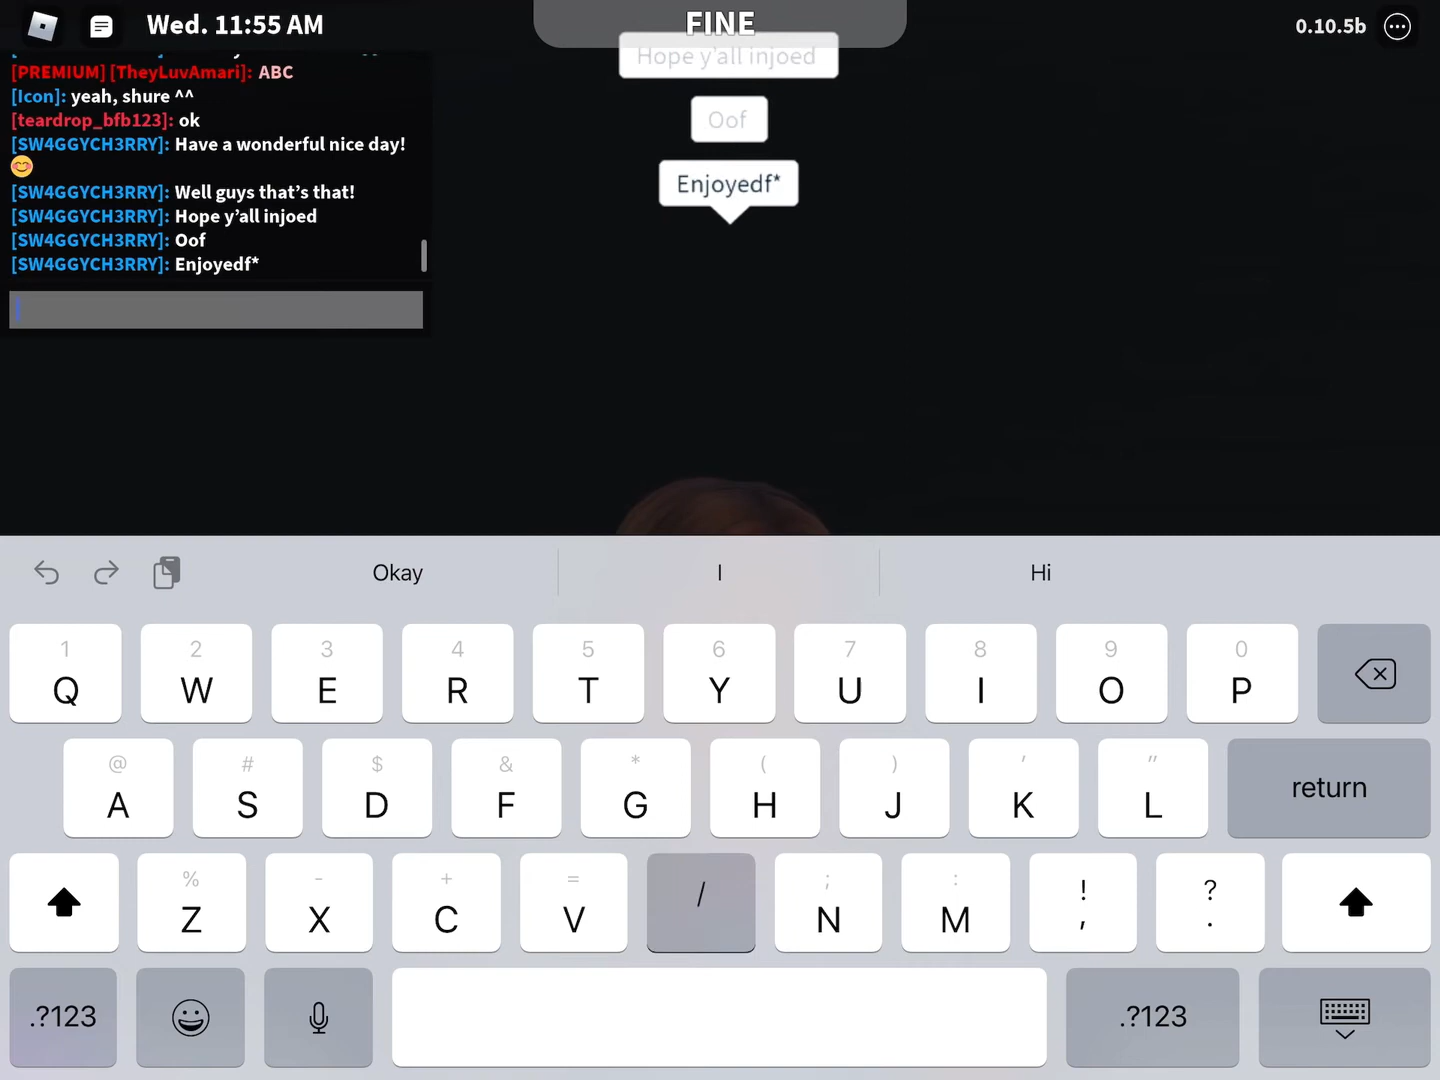 Wed. 11:55 AM
FINE
0.10.5b
[PREMIUM] [TheyLuvAmari]: ABC
[Icon]: yeah, shure ^^
[teardrop_bfb123]: ok
[SW4GGYCH3RRY]: Have a wonderful nice day!
😊
[SW4GGYCH3RRY]: Well guys that's that!
[SW4GGYCH3RRY]: Hope y'all injoed
[SW4GGYCH3RRY]: Oof
[SW4GGYCH3RRY]: Enjoyedf*
Hope y'all injoed
Oof
Enjoyedf*
Okay I Hi
1 2 3 4 5 6 7 8 9 0
Q W E R T Y U I O P
@ # $ & * ( ) ' "
A S D F G H J K L return
% - + = / ; : ! ?
Z X C V N M , .
.?123 .?123